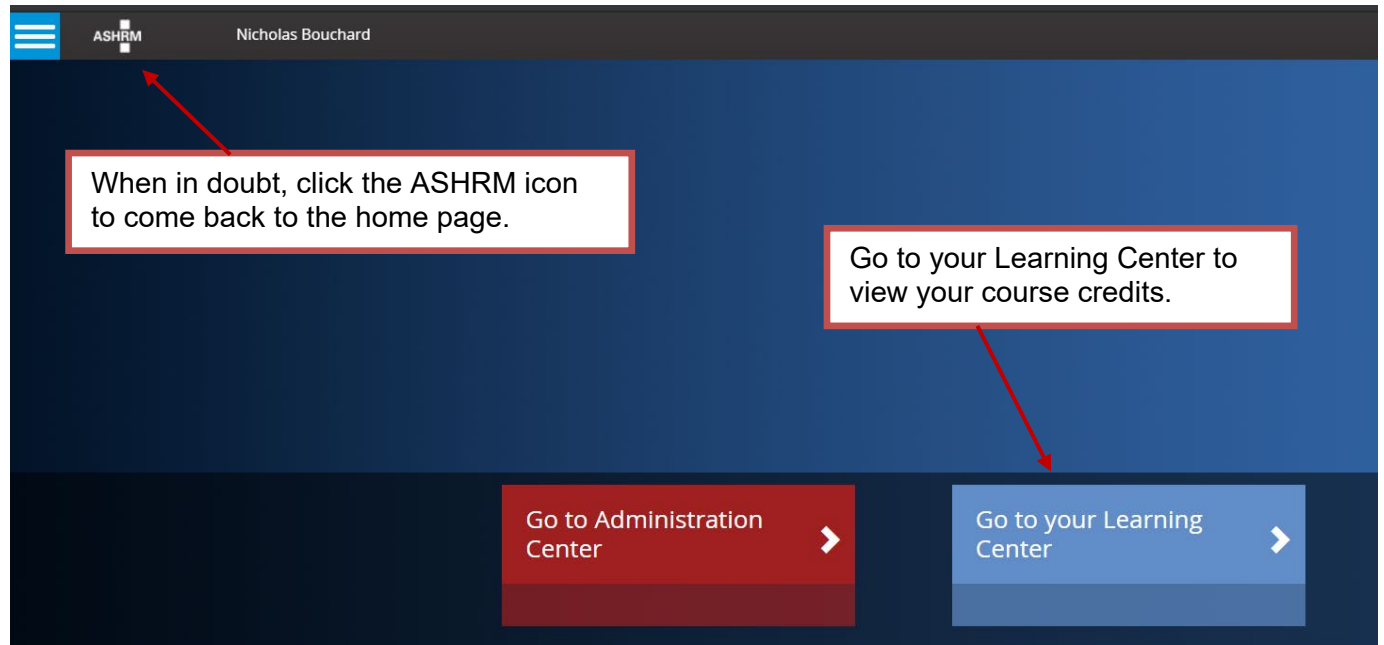 ASHRM
Nicholas Bouchard
When in doubt, click the ASHRM icon
to come back to the home page.
Go to your Learning Center to
view your course credits.
Go to Administration
Center
Go to your Learning
Center